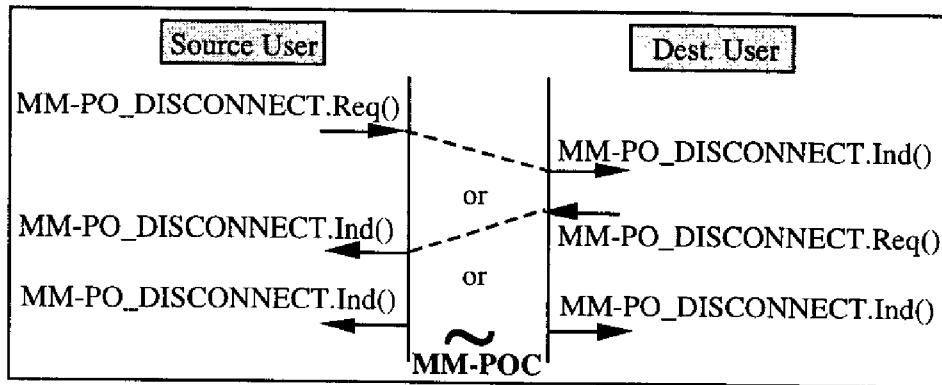 Source User
Dest. User
MM-PO_DISCONNECT.Req()
MM-PO_DISCONNECT.Ind()
or
MM-PO_DISCONNECT.Ind()
MM-PO_DISCONNECT.Req()
or
MM-PO_DISCONNECT.Ind()
MM-PO_DISCONNECT.Ind()
MM-POC